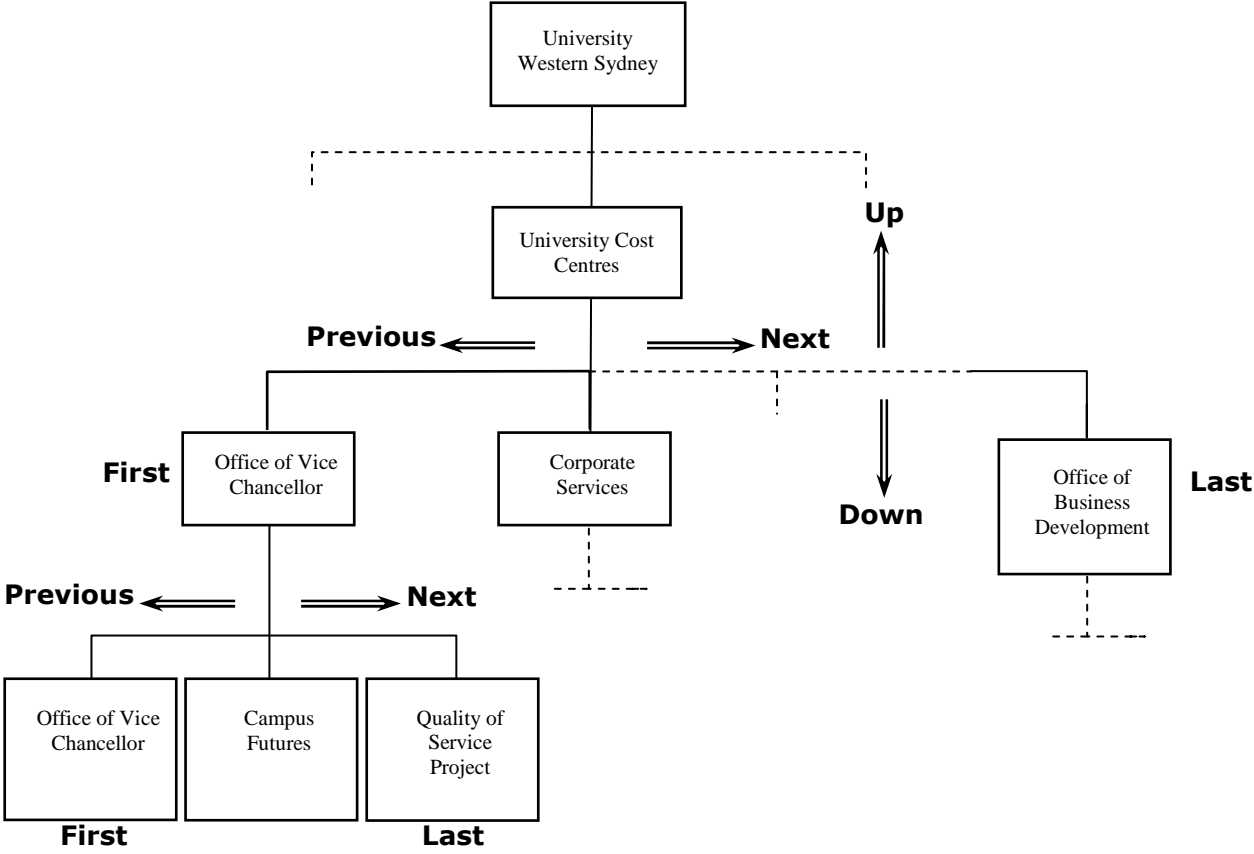 University
Western Sydney
Up
University Cost
Centres
Previous
Next
First
Office of Vice
Chancellor
Corporate
Services
Down
Office of
Business
Development
Last
Previous
Next
Office of Vice
Chancellor
Campus
Futures
Quality of
Service
Project
First
Last